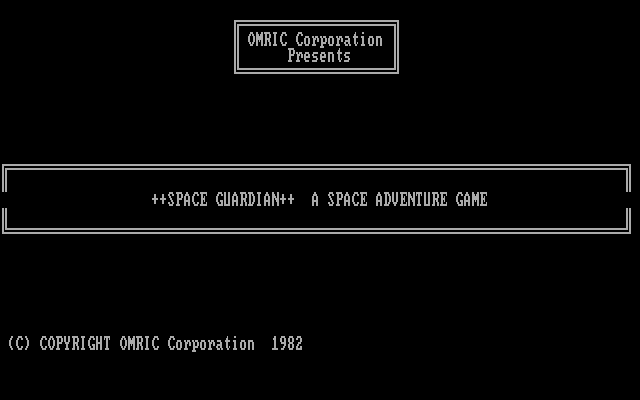 OMRIC Corporation
Presents
++SPACE GUARDIAN++  A SPACE ADVENTURE GAME
(C) COPYRIGHT OMRIC Corporation  1982